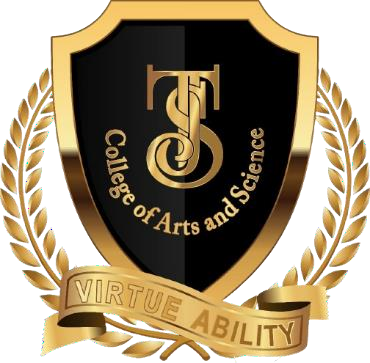 TJS
College of Arts and Science
VIRTUE ABILITY